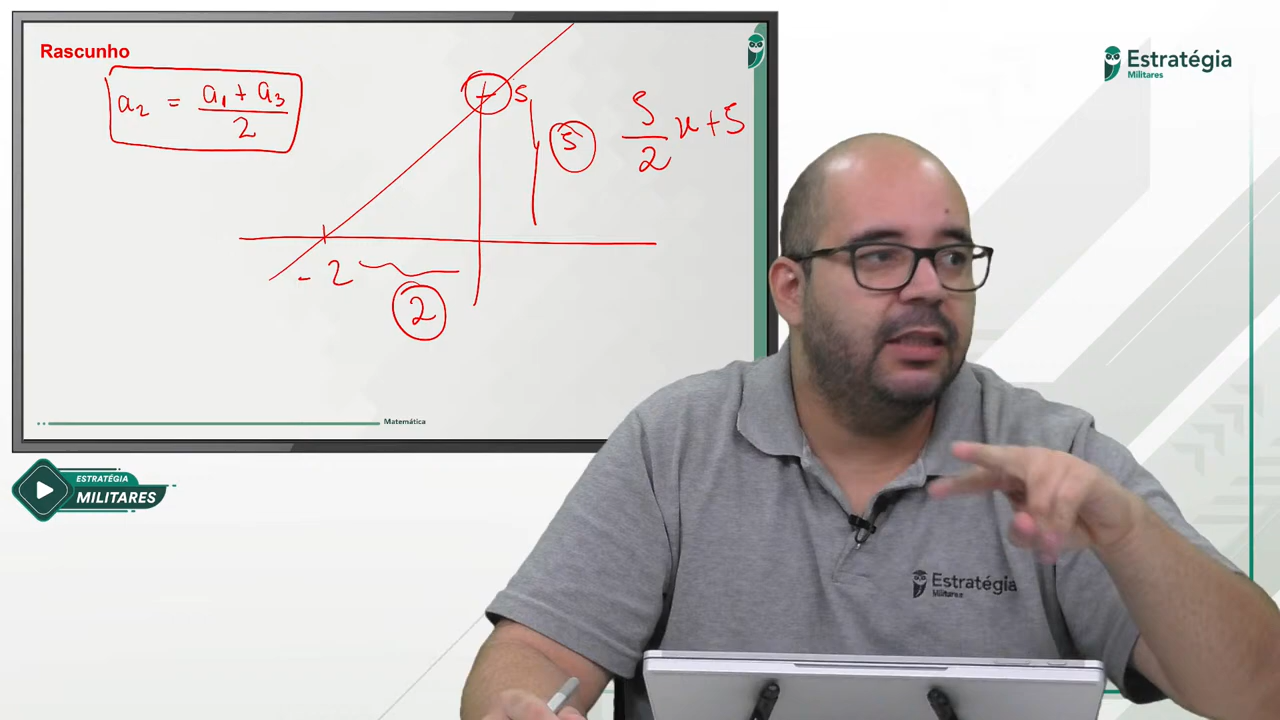 Rascunho
a₂ = (a₁ + a₃)/2
5
5
5/2 x + 5
- 2
2
Matemática
Estratégia
Militares
ESTRATÉGIA
MILITARES
Estratégia
Militares